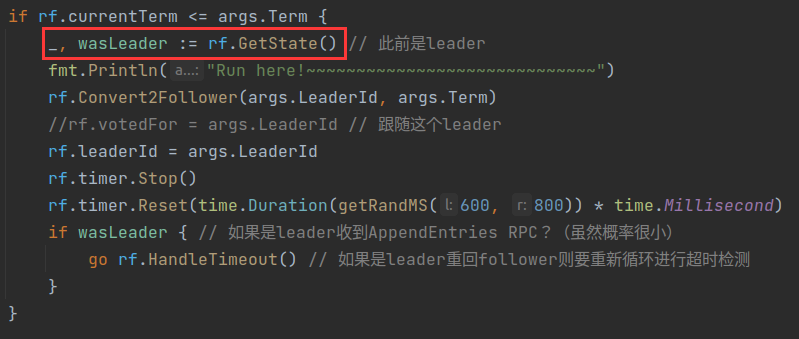 if rf.currentTerm <= args.Term {
_, wasLeader := rf.GetState() // 此前是leader
fmt.Println( a...: "Run here!~~~~~~~~~~~~~~~~~~~~~~~~~~~~~")
rf.Convert2Follower(args.LeaderId, args.Term)
//rf.votedFor = args.LeaderId // 跟随这个leader
rf.leaderId = args.LeaderId
rf.timer.Stop()
rf.timer.Reset(time.Duration(getRandMS( l: 600, r: 800)) * time.Millisecond)
if wasLeader { // 如果是leader收到AppendEntries RPC？（虽然概率很小）
go rf.HandleTimeout() // 如果是leader重回follower则要重新循环进行超时检测
}
}